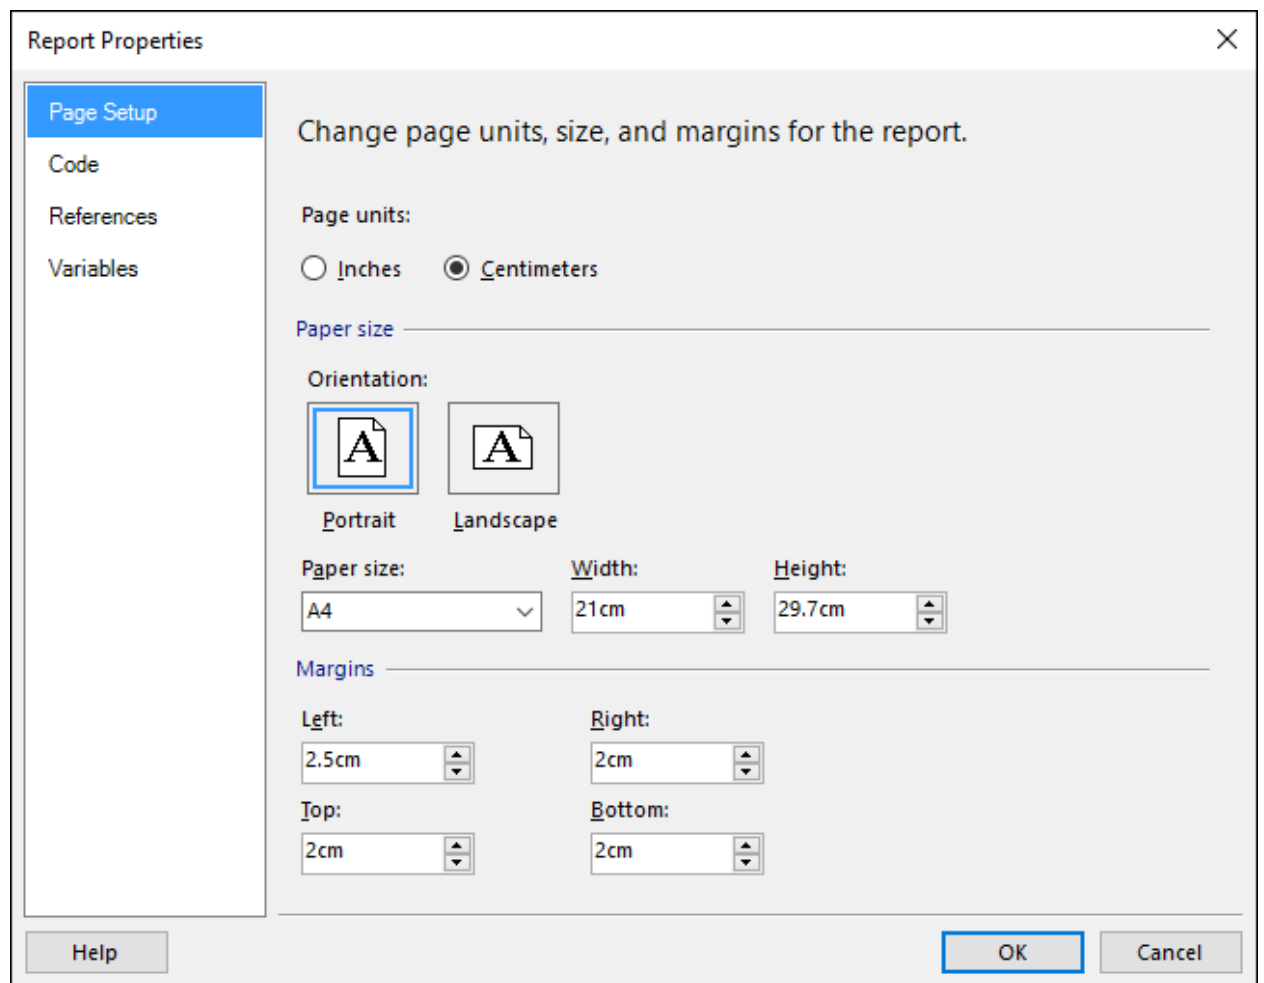 Report Properties
Page Setup
Code
References
Variables
Change page units, size, and margins for the report.
Page units:
Inches Centimeters
Paper size
Orientation:
A A
Portrait Landscape
Paper size: Width: Height:
A4 21cm 29.7cm
Margins
Left: Right:
2.5cm 2cm
Top: Bottom:
2cm 2cm
Help OK Cancel